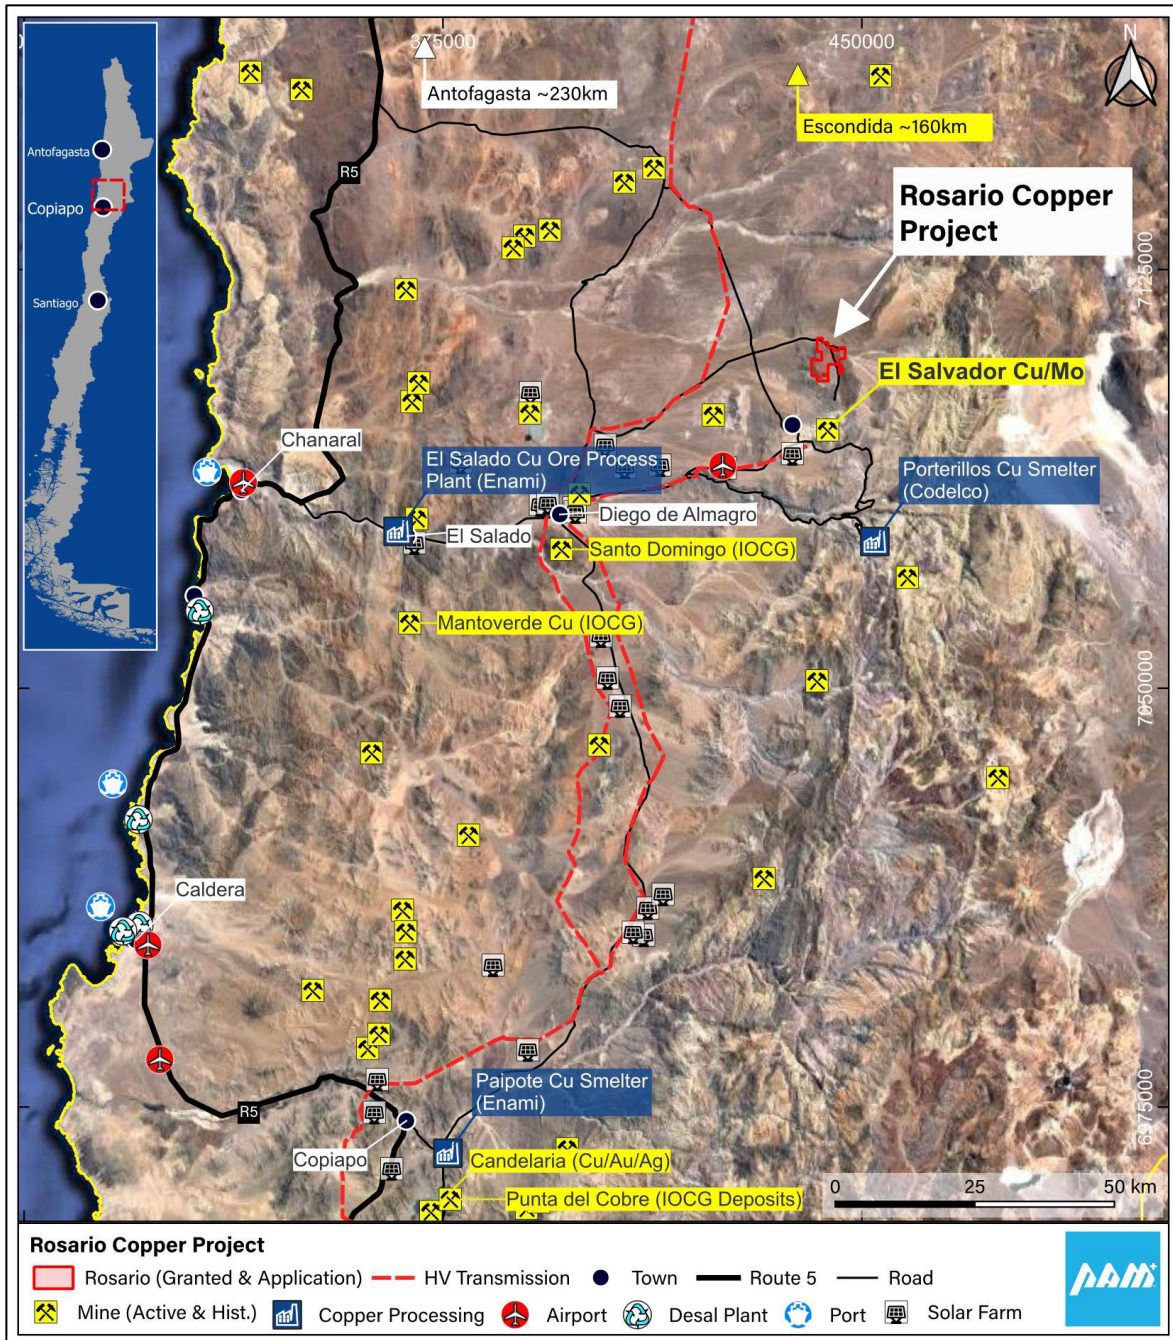 375000
450000
N
Antofagasta ~230km
Escondida ~160km
R5
Rosario Copper
Project
Antofagasta
Copiapo
Santiago
7125000
El Salvador Cu/Mo
Chanaral
El Salado Cu Ore Process
Plant (Enami)
Porterillos Cu Smelter
(Codelco)
Diego de Almagro
El Salado
Santo Domingo (IOCG)
Mantoverde Cu (IOCG)
7050000
Caldera
6975000
R5
Paipote Cu Smelter
(Enami)
Copiapo
Candelaria (Cu/Au/Ag)
Punta del Cobre (IOCG Deposits)
0 25 50 km
Rosario Copper Project
Rosario (Granted & Application) HV Transmission Town Route 5 Road
Mine (Active & Hist.) Copper Processing Airport Desal Plant Port Solar Farm
PAM+